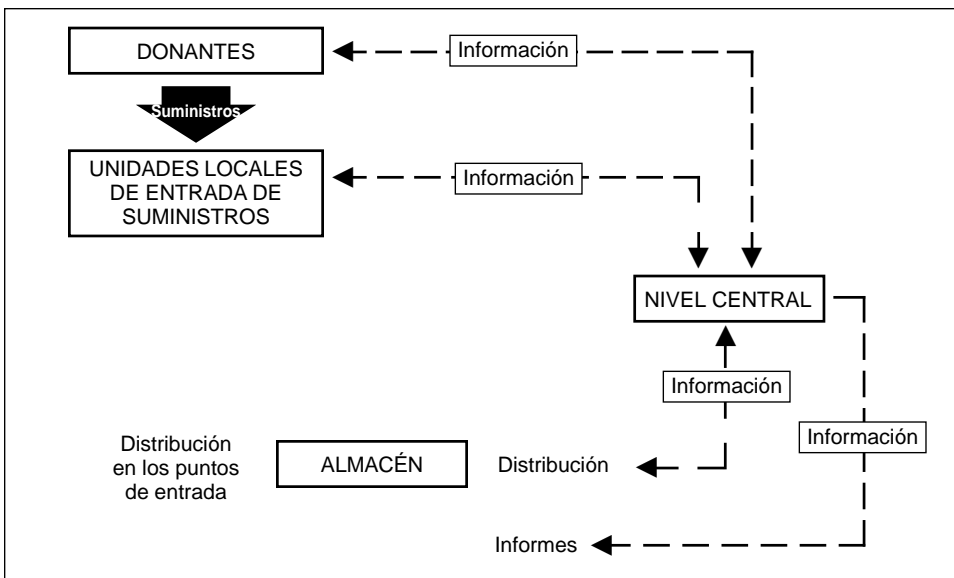 DONANTES
Información
Suministros
UNIDADES LOCALES
DE ENTRADA DE
SUMINISTROS
Información
NIVEL CENTRAL
Información
Información
Distribución
en los puntos
de entrada
ALMACÉN
Distribución
Informes